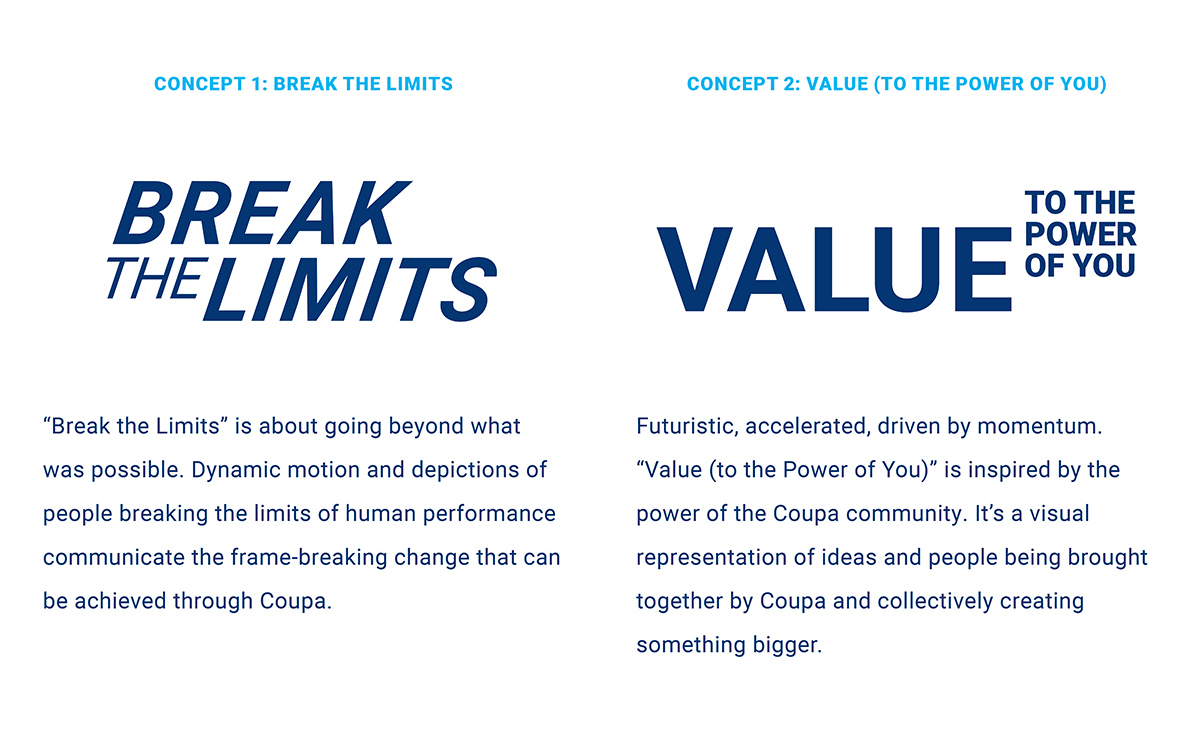 CONCEPT 1: BREAK THE LIMITS
BREAK
THE LIMITS
“Break the Limits” is about going beyond what
was possible. Dynamic motion and depictions of
people breaking the limits of human performance
communicate the frame-breaking change that can
be achieved through Coupa.
CONCEPT 2: VALUE (TO THE POWER OF YOU)
VALUE
TO THE
POWER
OF YOU
Futuristic, accelerated, driven by momentum.
“Value (to the Power of You)” is inspired by the
power of the Coupa community. It’s a visual
representation of ideas and people being brought
together by Coupa and collectively creating
something bigger.